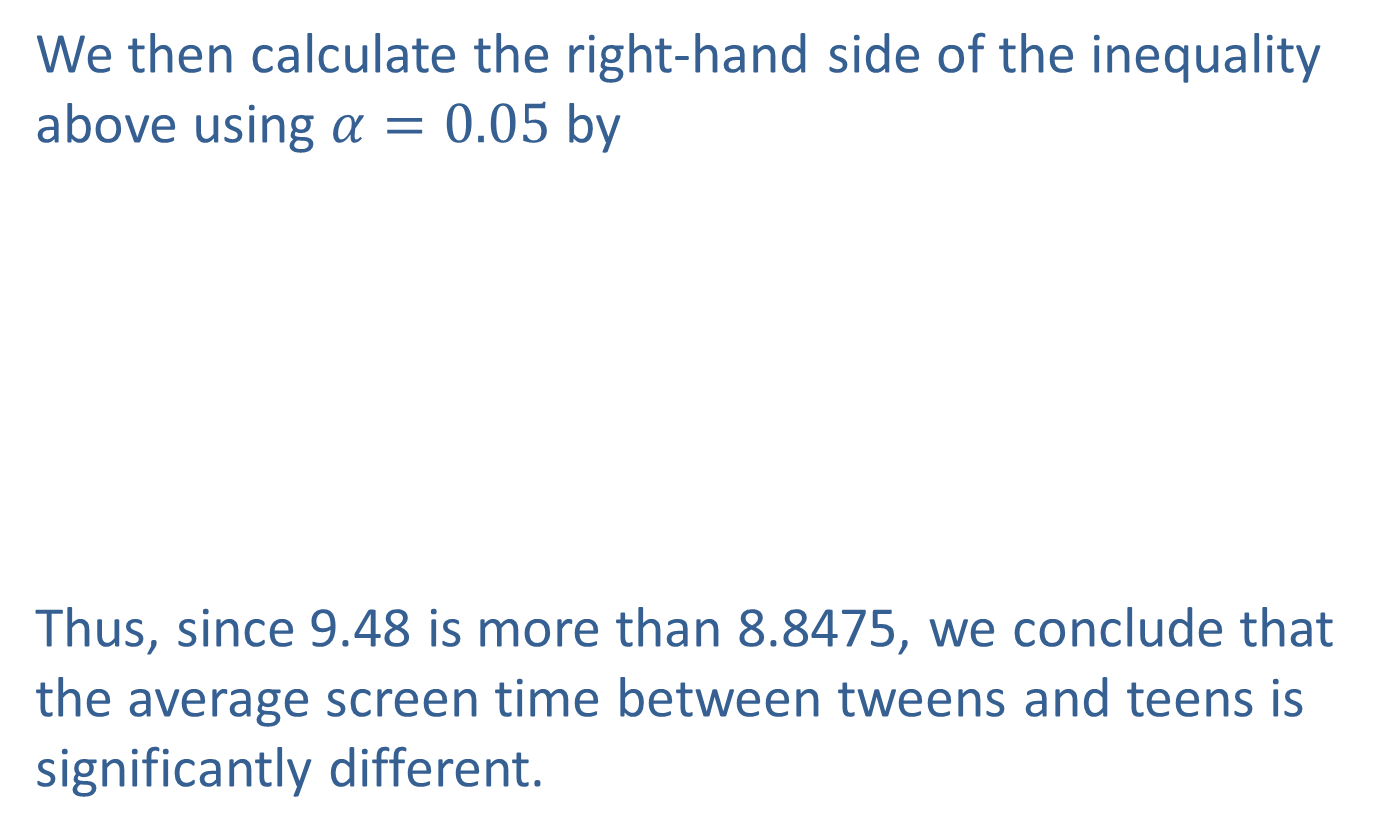 We then calculate the right-hand side of the inequality
above using α = 0.05 by
Thus, since 9.48 is more than 8.8475, we conclude that
the average screen time between tweens and teens is
significantly different.